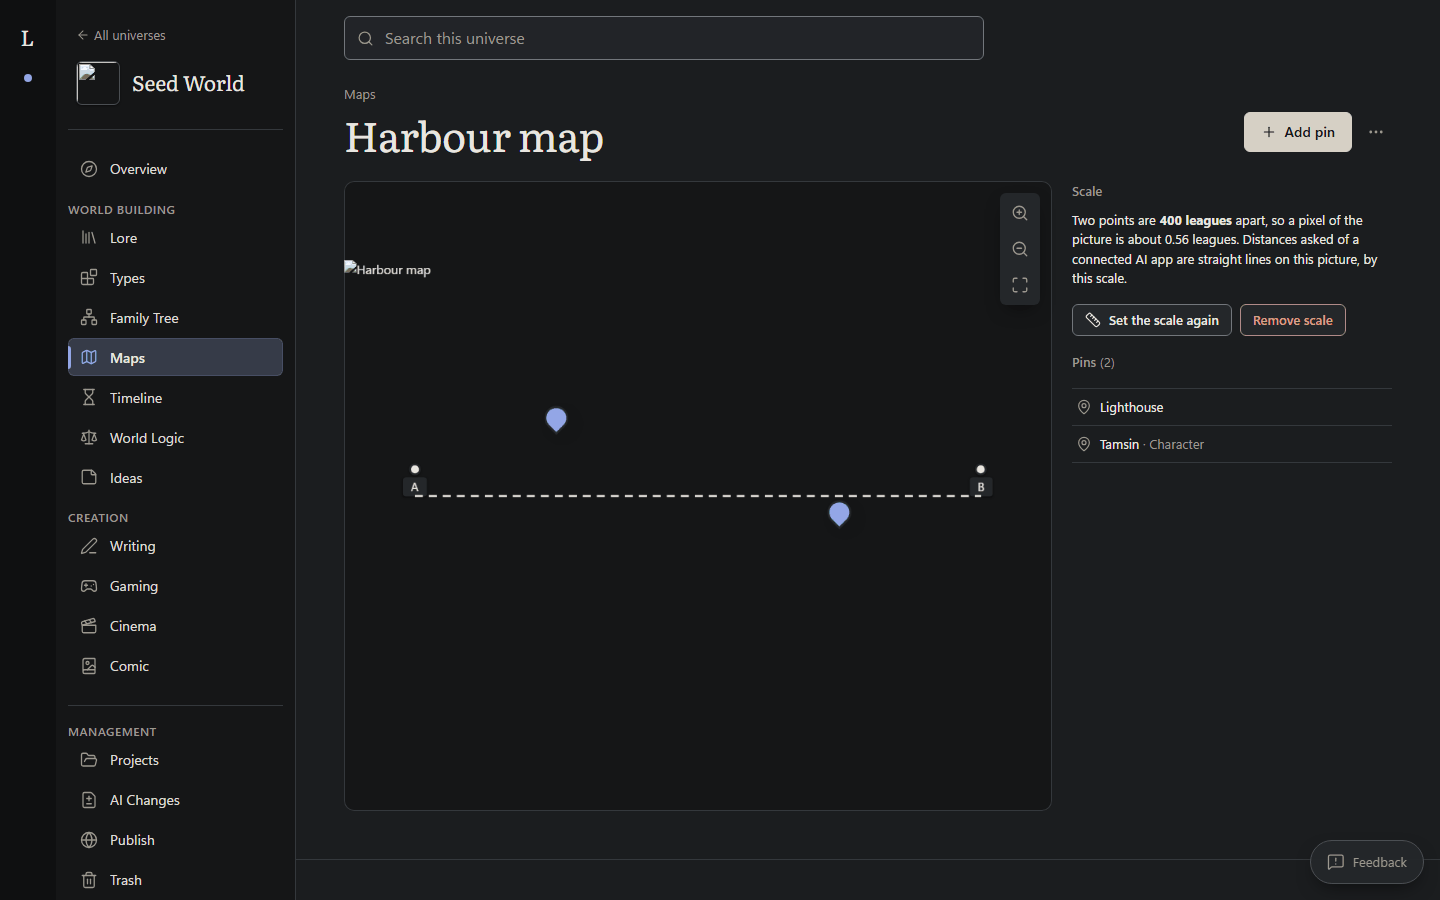 L
All universes
Seed World
Overview
WORLD BUILDING
Lore
Types
Family Tree
Maps
Timeline
World Logic
Ideas
CREATION
Writing
Gaming
Cinema
Comic
MANAGEMENT
Projects
AI Changes
Publish
Trash
Search this universe
Maps
Harbour map
Add pin
Harbour map
A
B
Scale
Two points are 400 leagues apart, so a pixel of the
picture is about 0.56 leagues. Distances asked of a
connected AI app are straight lines on this picture, by
this scale.
Set the scale again
Remove scale
Pins (2)
Lighthouse
Tamsin · Character
Feedback